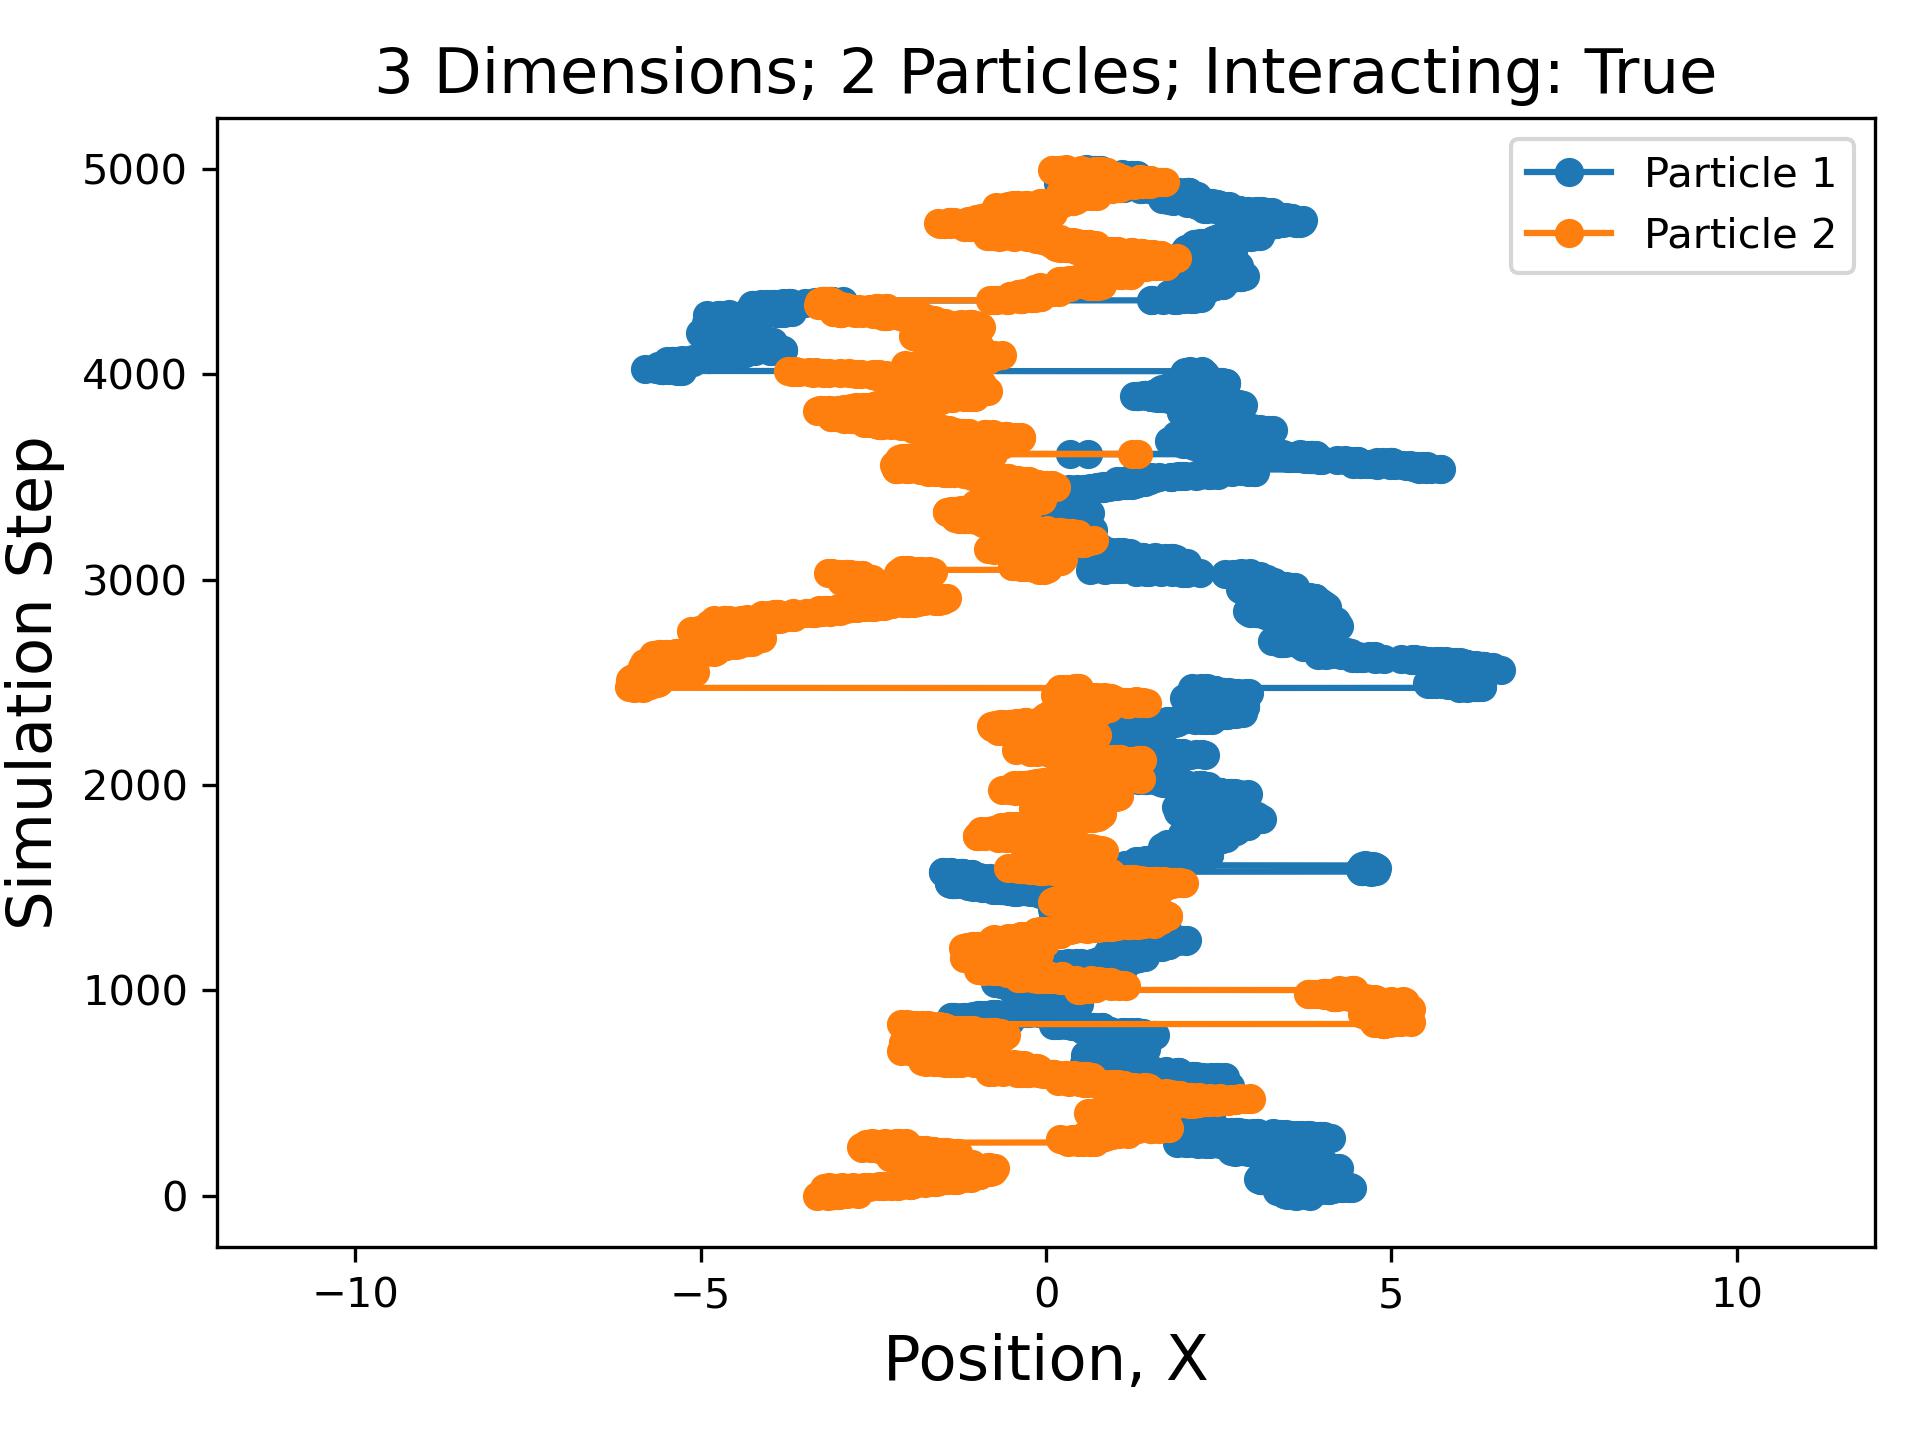 3 Dimensions; 2 Particles; Interacting: True
Particle 1
Particle 2
Simulation Step
5000
4000
3000
2000
1000
0
−10
−5
0
5
10
Position, X